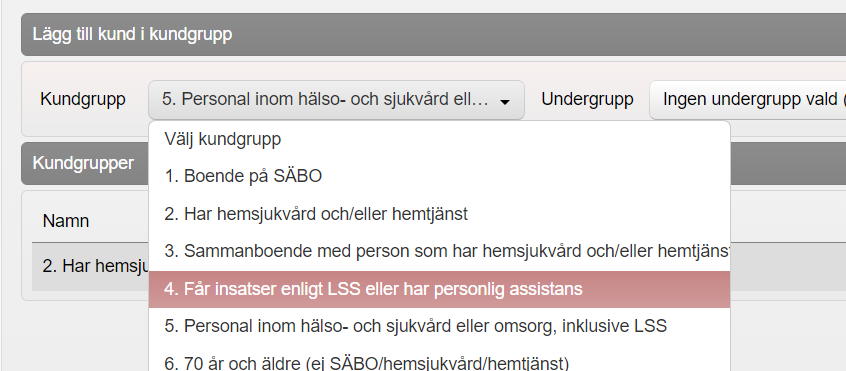 Lägg till kund i kundgrupp
Kundgrupp 5. Personal inom hälso- och sjukvård ell… Undergrupp Ingen undergrupp vald (
Välj kundgrupp
Kundgrupper
1. Boende på SÄBO
2. Har hemsjukvård och/eller hemtjänst
Namn
3. Sammanboende med person som har hemsjukvård och/eller hemtjänst
2. Har hemsju
4. Får insatser enligt LSS eller har personlig assistans
5. Personal inom hälso- och sjukvård eller omsorg, inklusive LSS
6. 70 år och äldre (ej SÄBO/hemsjukvård/hemtjänst)